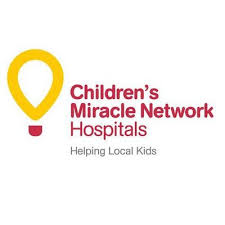 Children's
Miracle Network
Hospitals
Helping Local Kids